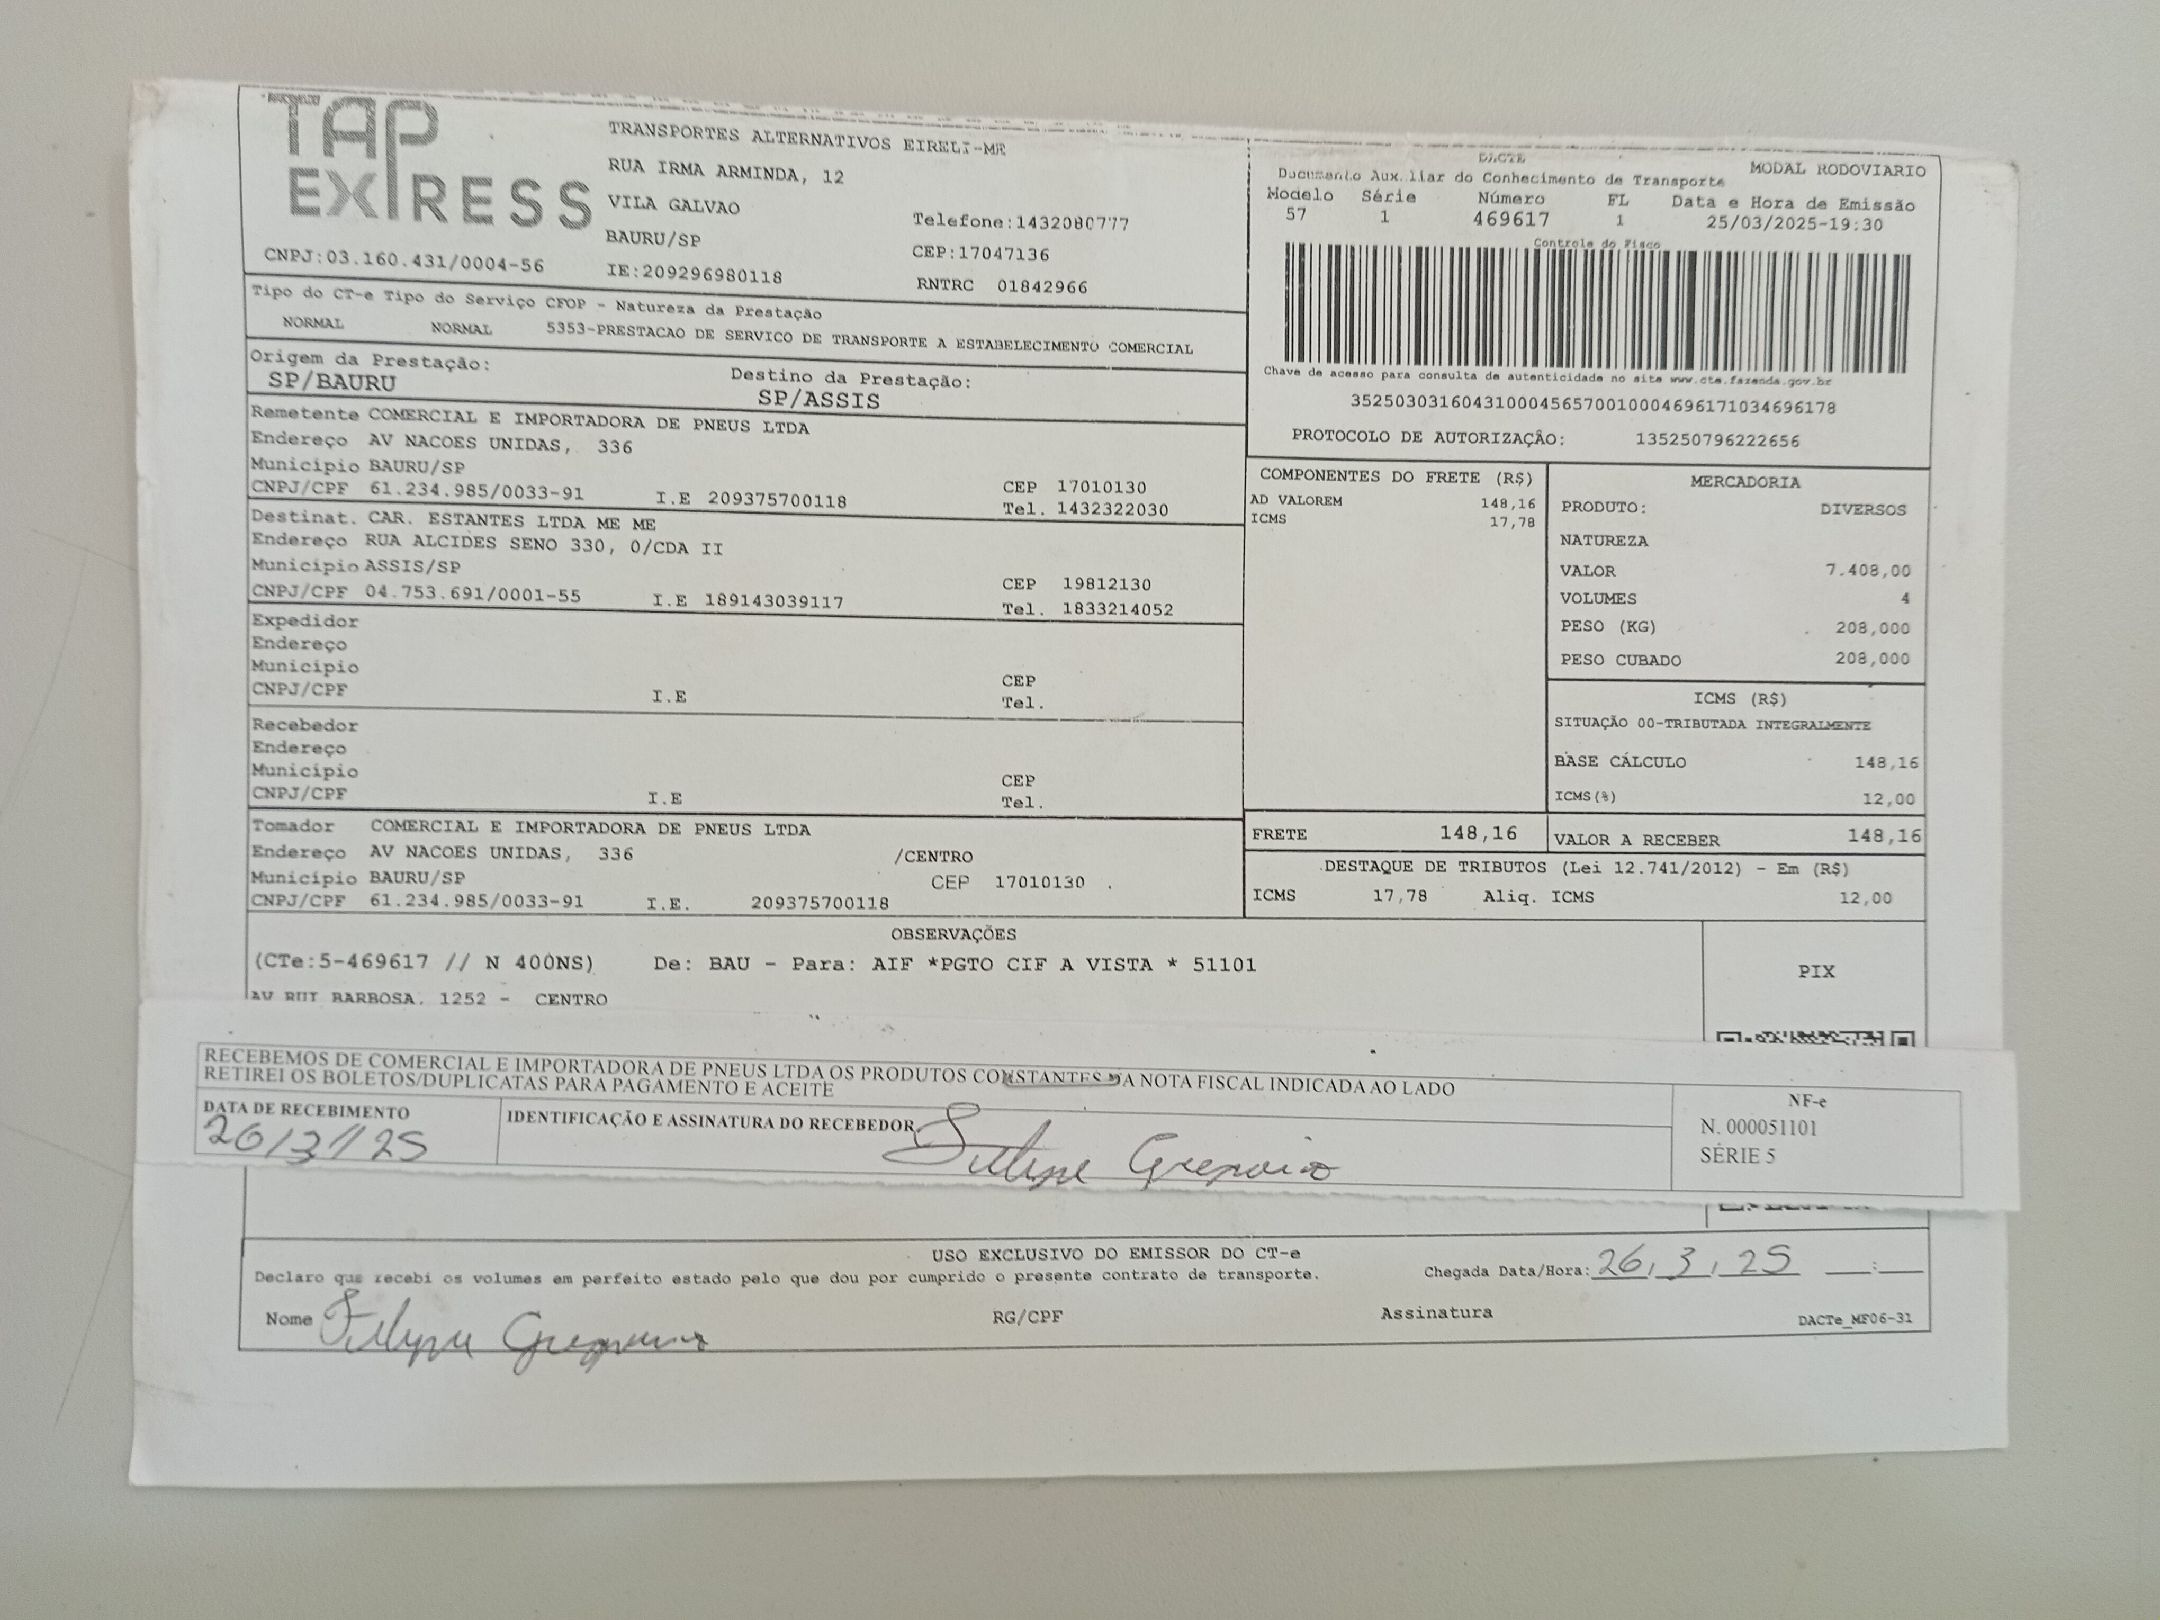 TAP
EXPRESS
TRANSPORTES ALTERNATIVOS EIRELI-ME
RUA IRMA ARMINDA, 12
VILA GALVAO
Telefone:1432080777
BAURU/SP
CEP:17047136
CNPJ:03.160.431/0004-56
IE:209296980118
RNTRC 01842966
DACTE
MODAL RODOVIARIO
Documento Auxiliar do Conhecimento de Transporte
Modelo Série Número FL Data e Hora de Emissão
57 1 469617 1 25/03/2025-19:30
Controle do Fisco
Chave de acesso para consulta de autenticidade no site www.cte.fazenda.gov.br
35250303160431000456570010004696171034696178
PROTOCOLO DE AUTORIZAÇÂO: 135250796222656
Tipo do CT-e Tipo do Serviço CFOP - Natureza da Prestação
NORMAL NORMAL 5353-PRESTACAO DE SERVICO DE TRANSPORTE A ESTABELECIMENTO COMERCIAL
Origem da Prestação: Destino da Prestação:
SP/BAURU SP/ASSIS
Remetente COMERCIAL E IMPORTADORA DE PNEUS LTDA
Endereço AV NACOES UNIDAS, 336
Município BAURU/SP CEP 17010130
CNPJ/CPF 61.234.985/0033-91 I.E 209375700118 Tel. 1432322030
Destinat. CAR. ESTANTES LTDA ME ME
Endereço RUA ALCIDES SENO 330, 0/CDA II
Município ASSIS/SP CEP 19812130
CNPJ/CPF 04.753.691/0001-55 I.E 189143039117 Tel. 1833214052
Expedidor
Endereço
Município CEP
CNPJ/CPF I.E Tel.
Recebedor
Endereço
Município CEP
CNPJ/CPF I.E Tel.
Tomador COMERCIAL E IMPORTADORA DE PNEUS LTDA
Endereço AV NACOES UNIDAS, 336 /CENTRO
Município BAURU/SP CEP 17010130
CNPJ/CPF 61.234.985/0033-91 I.E. 209375700118
COMPONENTES DO FRETE (R$)
AD VALOREM 148,16
ICMS 17,78
MERCADORIA
PRODUTO: DIVERSOS
NATUREZA
VALOR 7.408,00
VOLUMES 4
PESO (KG) 208,000
PESO CUBADO 208,000
ICMS (R$)
SITUAÇÃO 00-TRIBUTADA INTEGRALMENTE
BASE CÁLCULO 148,16
ICMS(%) 12,00
FRETE 148,16 VALOR A RECEBER 148,16
DESTAQUE DE TRIBUTOS (Lei 12.741/2012) - Em (R$)
ICMS 17,78 Aliq. ICMS 12,00
OBSERVAÇÕES
(CTe:5-469617 // N 400NS) De: BAU - Para: AIF *PGTO CIF A VISTA * 51101
PIX
AV RUI BARBOSA, 1252 - CENTRO
RECEBEMOS DE COMERCIAL E IMPORTADORA DE PNEUS LTDA OS PRODUTOS CONSTANTES DA NOTA FISCAL INDICADA AO LADO
RETIREI OS BOLETOS/DUPLICATAS PARA PAGAMENTO E ACEITE
DATA DE RECEBIMENTO
26/3/25
IDENTIFICAÇÃO E ASSINATURA DO RECEBEDOR
NF-e
N. 000051101
SÉRIE 5
USO EXCLUSIVO DO EMISSOR DO CT-e
Declaro que recebi os volumes em perfeito estado pelo que dou por cumprido o presente contrato de transporte.
Chegada Data/Hora: 26, 3, 25 :
Nome RG/CPF Assinatura
DACTe_MF06-31